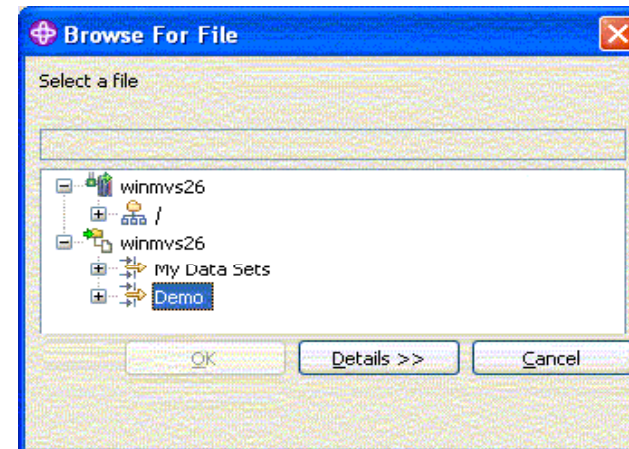 Browse For File
Select a file
winmvs26
/
winmvs26
My Data Sets
Demo
OK Details >> Cancel